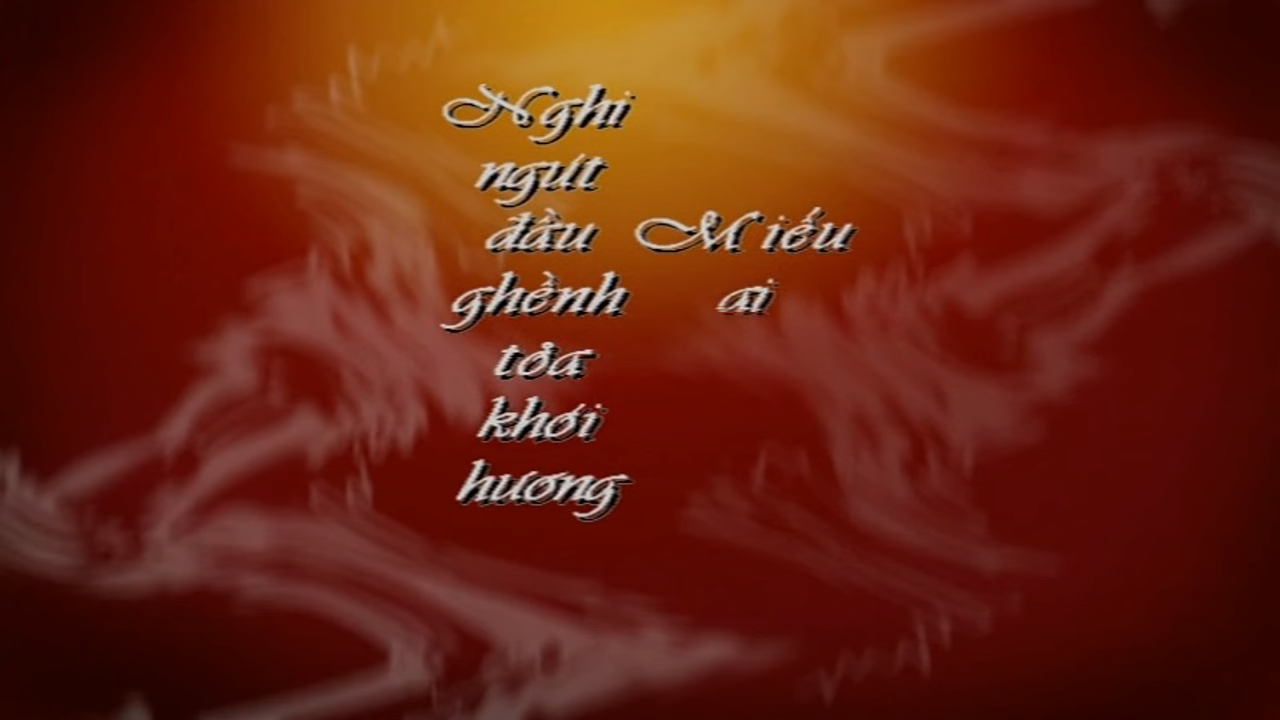 Nghi
ngút
đầu
ghềnh
tỏa
khói
hương
Miếu
ai